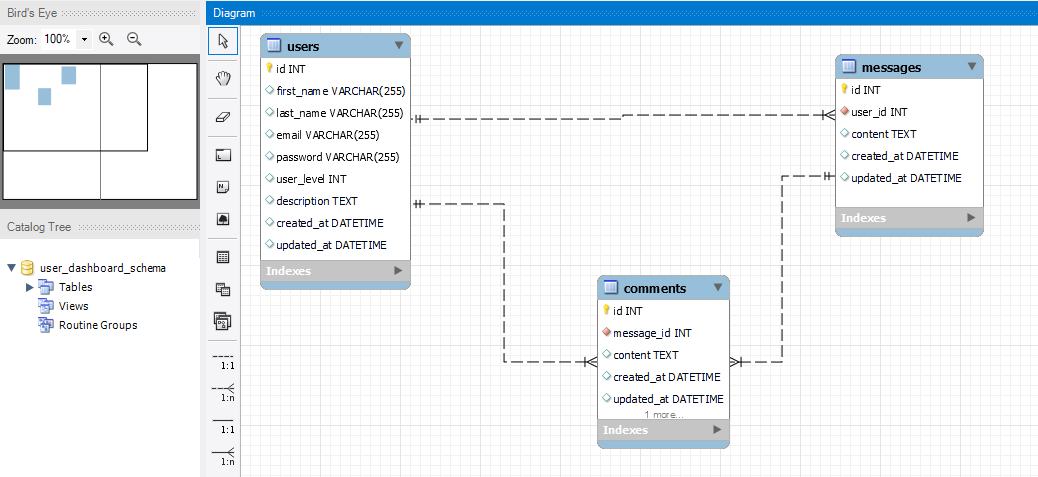 Bird's Eye
Zoom: 100%
Catalog Tree
user_dashboard_schema
Tables
Views
Routine Groups
Diagram
1:1
1:n
1:1
1:n
users
id INT
first_name VARCHAR(255)
last_name VARCHAR(255)
email VARCHAR(255)
password VARCHAR(255)
user_level INT
description TEXT
created_at DATETIME
updated_at DATETIME
Indexes
messages
id INT
user_id INT
content TEXT
created_at DATETIME
updated_at DATETIME
Indexes
comments
id INT
message_id INT
content TEXT
created_at DATETIME
updated_at DATETIME
1 more...
Indexes